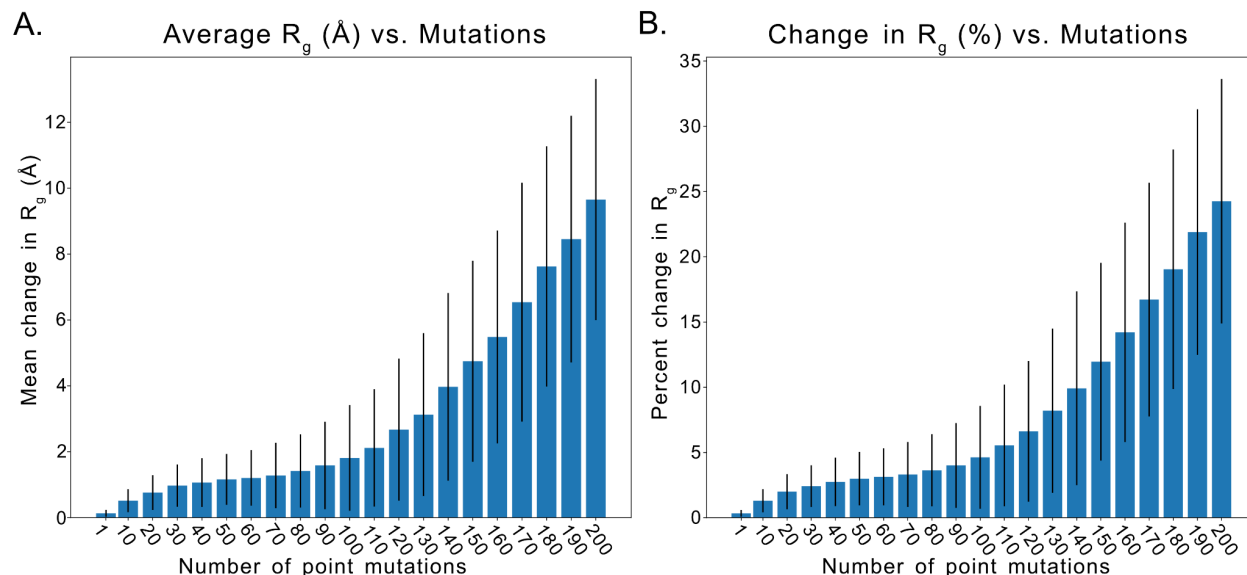 A.
Average Rg (Å) vs. Mutations
Mean change in Rg (Å)
12
10
8
6
4
2
0
1 10 20 30 40 50 60 70 80 90 100 110 120 130 140 150 160 170 180 190 200
Number of point mutations
B.
Change in Rg (%) vs. Mutations
Percent change in Rg
35
30
25
20
15
10
5
0
1 10 20 30 40 50 60 70 80 90 100 110 120 130 140 150 160 170 180 190 200
Number of point mutations